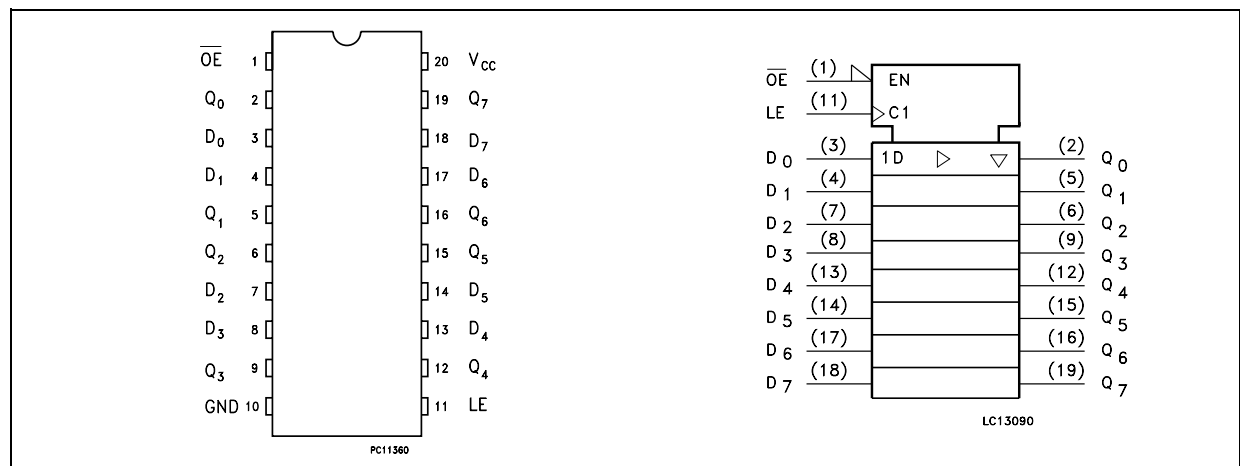 O̅E̅ 1 20 VCC
Q0 2 19 Q7
D0 3 18 D7
D1 4 17 D6
Q1 5 16 Q6
Q2 6 15 Q5
D2 7 14 D5
D3 8 13 D4
Q3 9 12 Q4
GND 10 11 LE
PC11360
O̅E̅ (1) EN
LE (11) C1
D0 (3) 1D (2) Q0
D1 (4) (5) Q1
D2 (7) (6) Q2
D3 (8) (9) Q3
D4 (13) (12) Q4
D5 (14) (15) Q5
D6 (17) (16) Q6
D7 (18) (19) Q7
LC13090